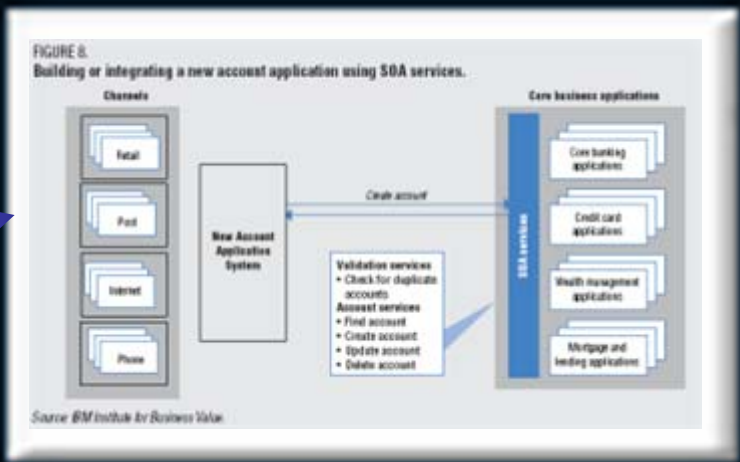 FIGURE 8.
Building or integrating a new account application using SOA services.
Channels
Retail
Post
Internet
Phone
New Account
Application
System
Create account
Validation services
• Check for duplicate
accounts
Account services
• Find account
• Create account
• Update account
• Delete account
Core business applications
SOA services
Core banking
applications
Credit card
applications
Wealth management
applications
Mortgage and
lending applications
Source: IBM Institute for Business Value.